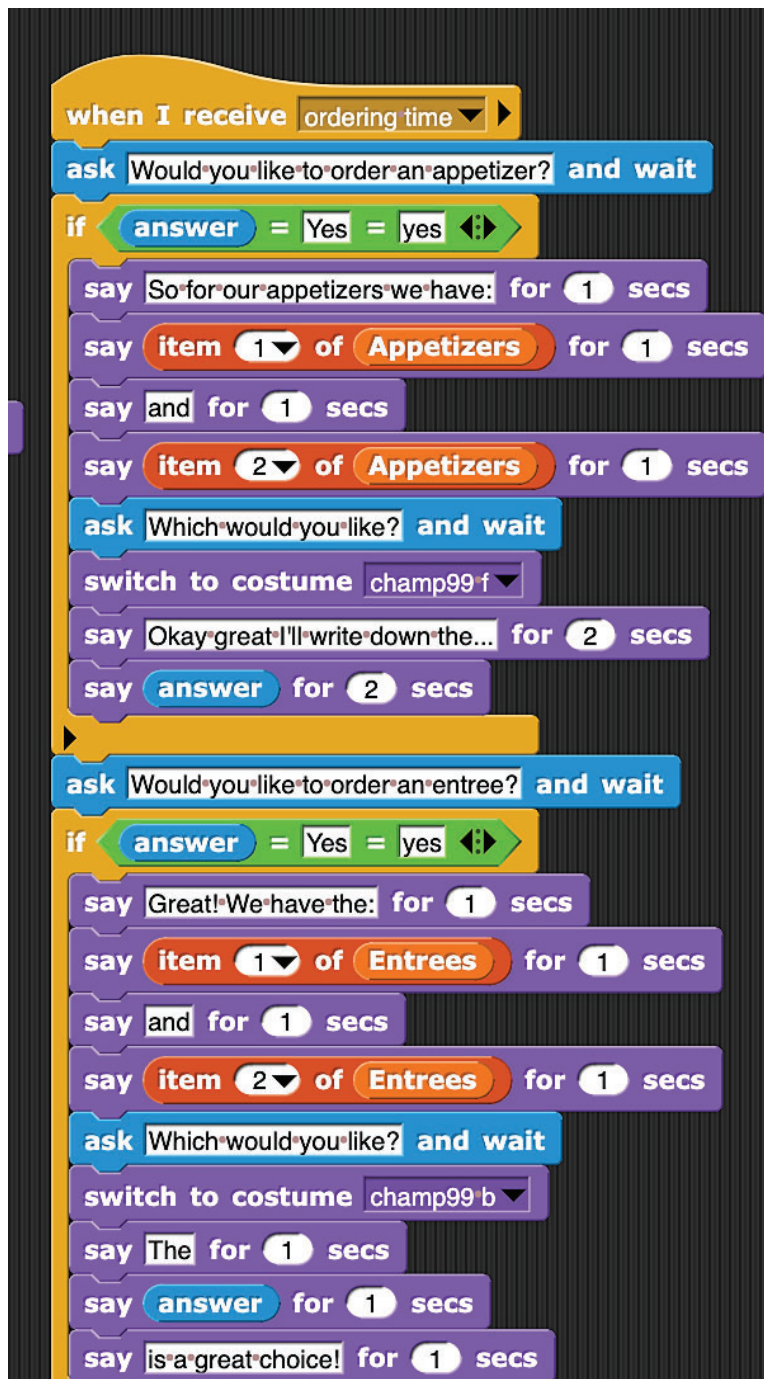 when I receive ordering time
ask Would you like to order an appetizer? and wait
if answer = Yes = yes
say So for our appetizers we have: for 1 secs
say item 1 of Appetizers for 1 secs
say and for 1 secs
say item 2 of Appetizers for 1 secs
ask Which would you like? and wait
switch to costume champ99 f
say Okay great I'll write down the... for 2 secs
say answer for 2 secs
ask Would you like to order an entree? and wait
if answer = Yes = yes
say Great! We have the: for 1 secs
say item 1 of Entrees for 1 secs
say and for 1 secs
say item 2 of Entrees for 1 secs
ask Which would you like? and wait
switch to costume champ99 b
say The for 1 secs
say answer for 1 secs
say is a great choice! for 1 secs